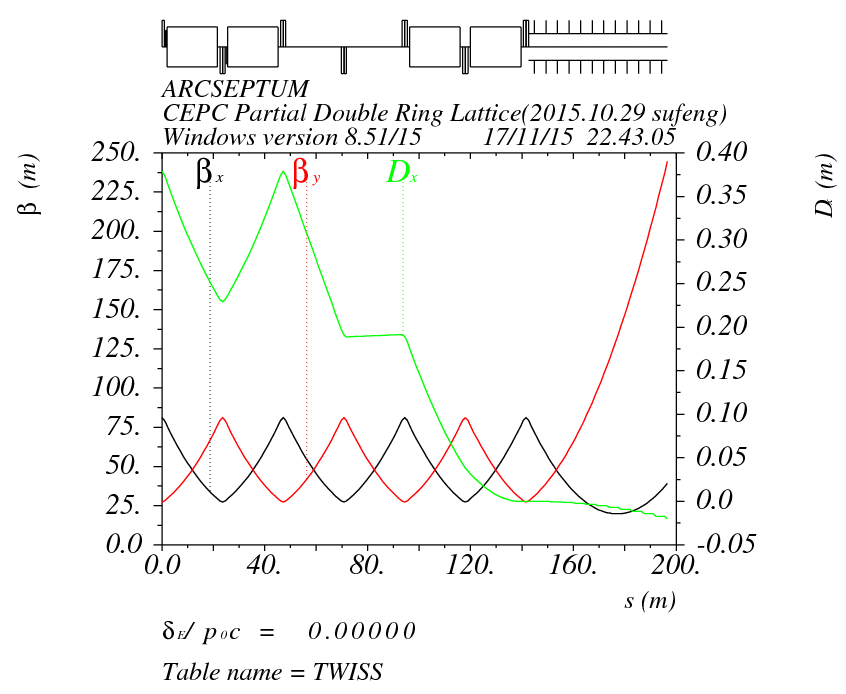 ARCSEPTUM
CEPC Partial Double Ring Lattice(2015.10.29 sufeng)
Windows version 8.51/15 17/11/15 22.43.05
250. 0.40
βx βy Dx
225. 0.35
200. 0.30
175. 0.25
150. 0.20
125. 0.15
100. 0.10
75. 0.05
50. 0.0
25. -0.05
0.0
β (m)
Dx (m)
0.0 40. 80. 120. 160. 200.
s (m)
δE/ p0c = 0.00000
Table name = TWISS